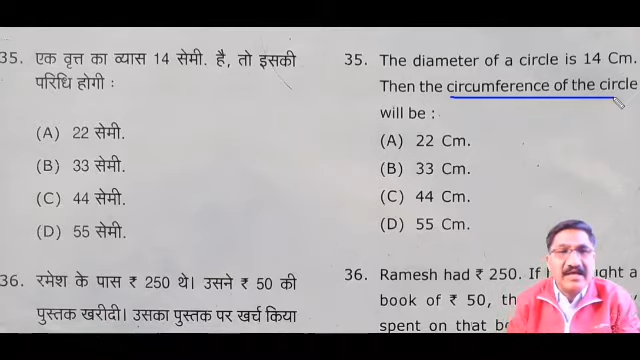 35. एक वृत्त का व्यास 14 सेमी. है, तो इसकी
परिधि होगी :
(A) 22 सेमी.
(B) 33 सेमी.
(C) 44 सेमी.
(D) 55 सेमी.
36. रमेश के पास ₹ 250 थे। उसने ₹ 50 की
पुस्तक खरीदी। उसका पुस्तक पर खर्च किया
35. The diameter of a circle is 14 Cm.
Then the circumference of the circle
will be :
(A) 22 Cm.
(B) 33 Cm.
(C) 44 Cm.
(D) 55 Cm.
36. Ramesh had ₹ 250. If
book of ₹ 50,
spent on that